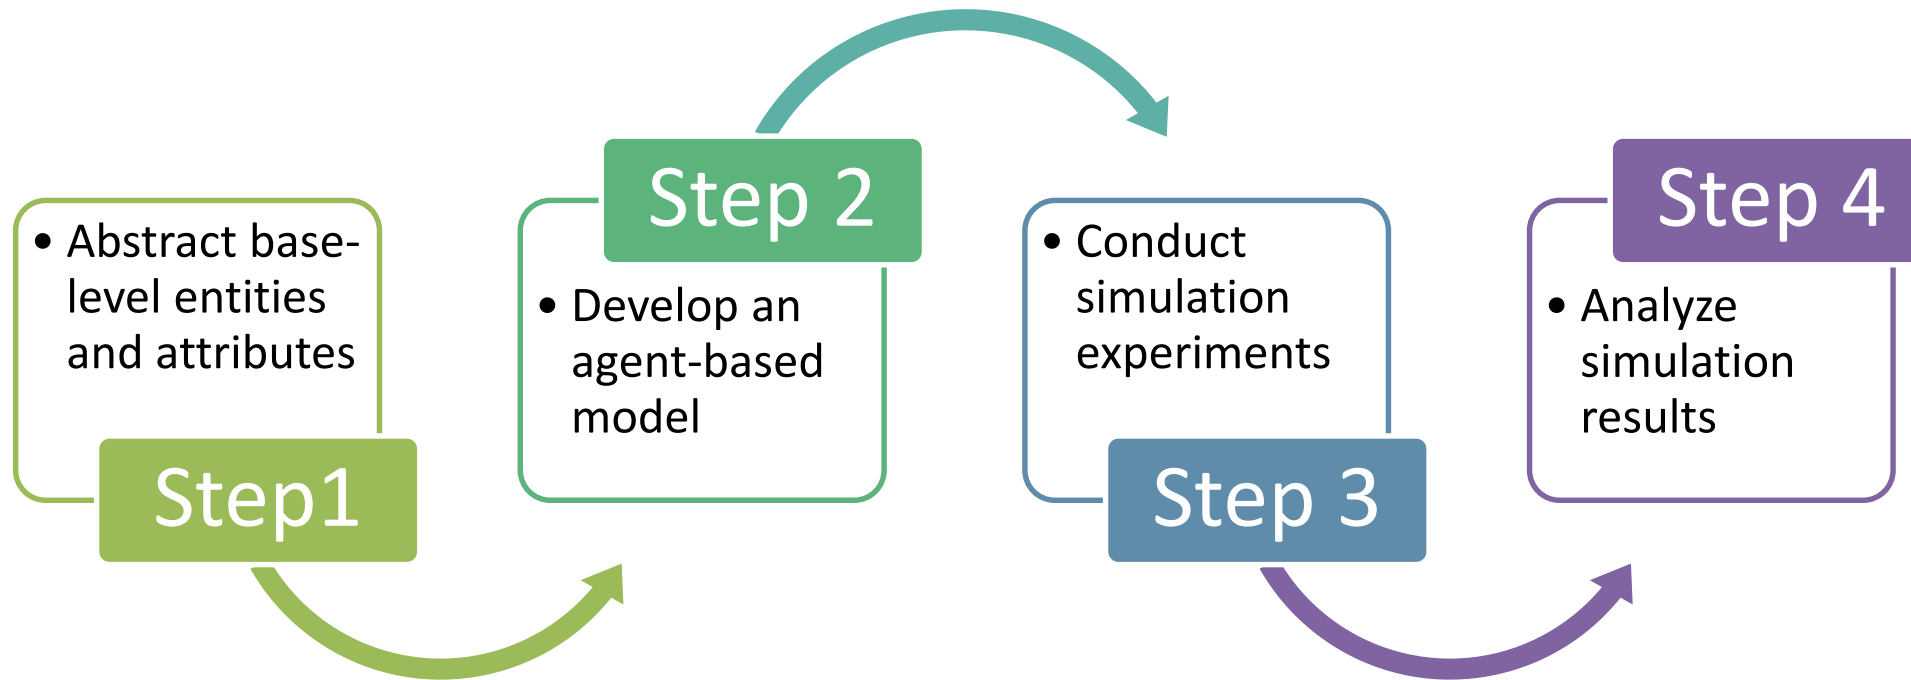 • Abstract base-
level entities
and attributes
Step1
Step 2
• Develop an
agent-based
model
• Conduct
simulation
experiments
Step 3
Step 4
• Analyze
simulation
results